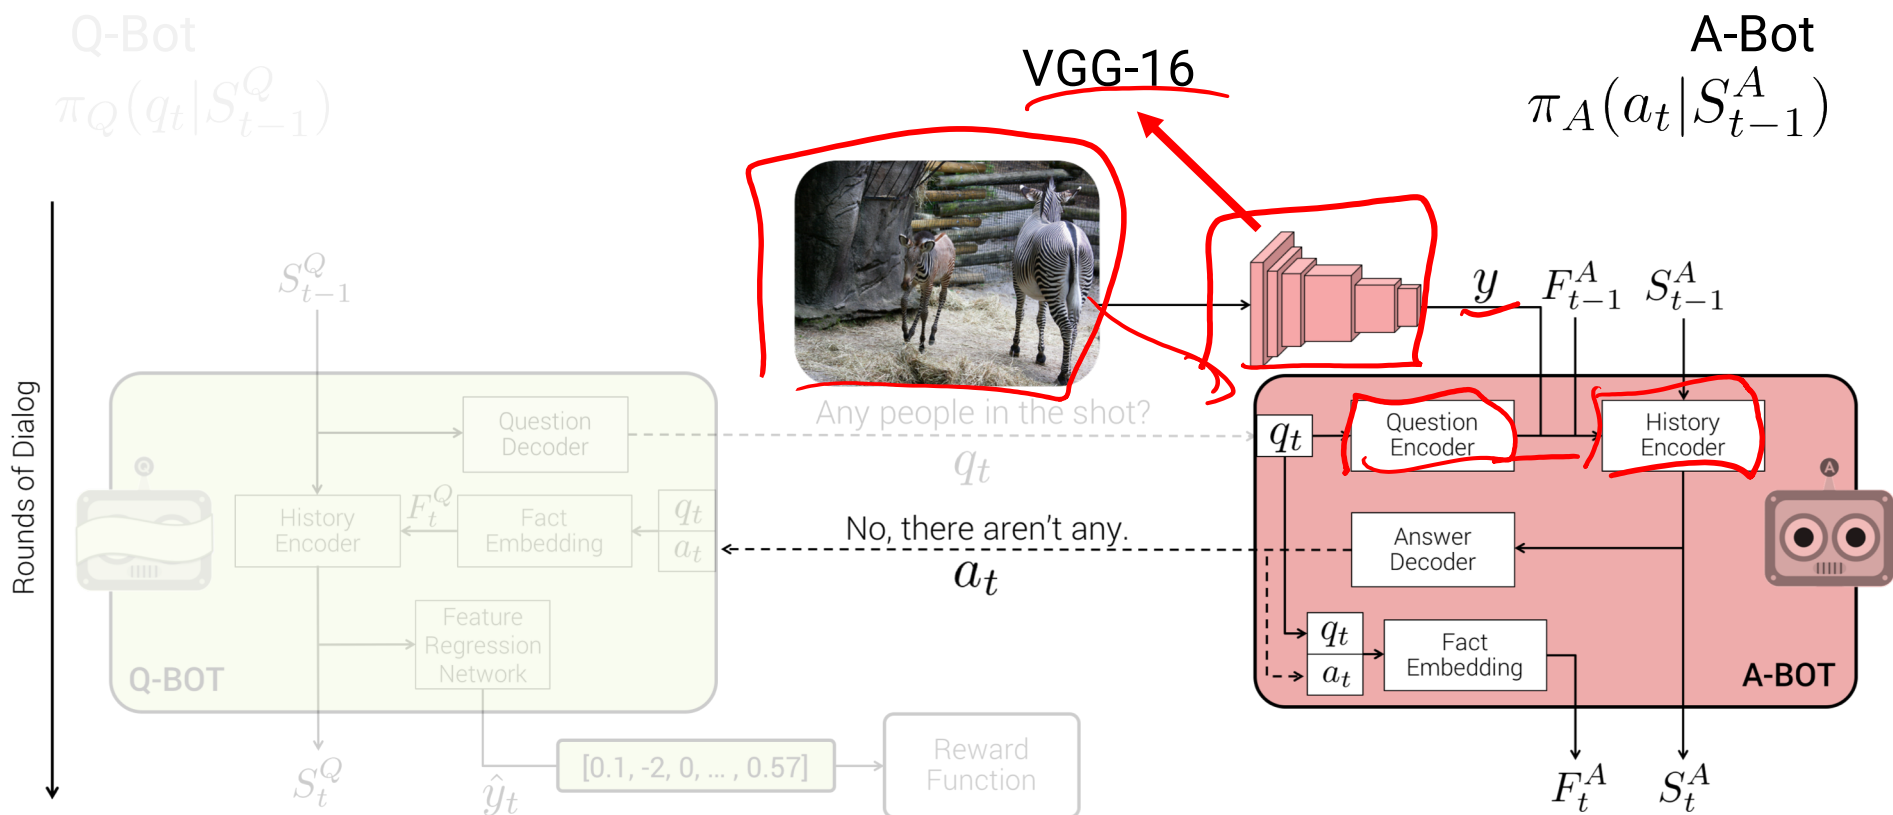 Q-Bot
π_Q(q_t|S^Q_{t-1})
VGG-16
A-Bot
π_A(a_t|S^A_{t-1})
Rounds of Dialog
S^Q_{t-1}
y
F^A_{t-1}
S^A_{t-1}
Question
Decoder
Any people in the shot?
q_t
q_t
Question
Encoder
History
Encoder
A
History
Encoder
F^Q_t
Fact
Embedding
q_t
a_t
No, there aren't any.
a_t
Answer
Decoder
Feature
Regression
Network
Q-BOT
q_t
a_t
Fact
Embedding
A-BOT
S^Q_t
ŷ_t
[0.1, -2, 0, ... , 0.57]
Reward
Function
F^A_t
S^A_t